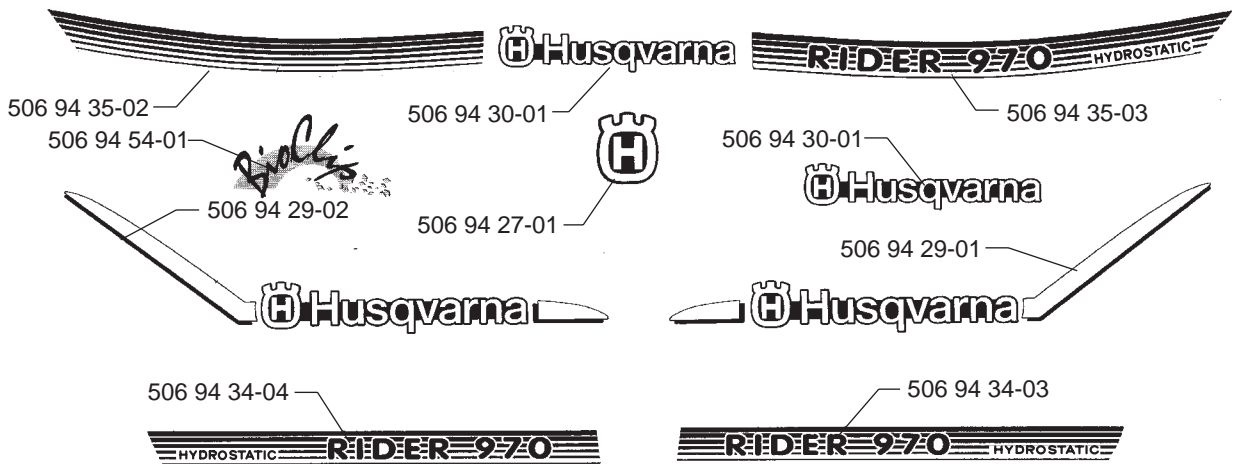 Husqvarna
RIDER 970 HYDROSTATIC
506 94 35-02
506 94 30-01
506 94 35-03
506 94 54-01
BioClip
506 94 30-01
H
Husqvarna
506 94 29-02
506 94 27-01
506 94 29-01
Husqvarna
Husqvarna
506 94 34-04
506 94 34-03
HYDROSTATIC RIDER 970
RIDER 970 HYDROSTATIC